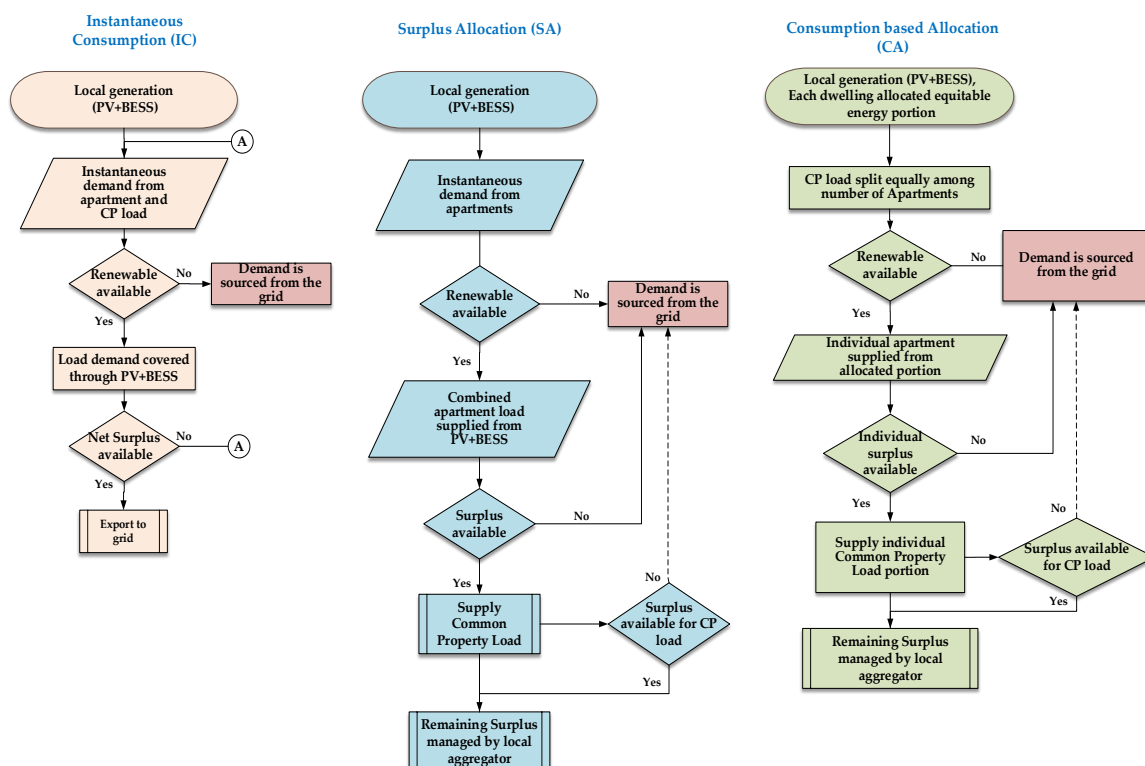 Instantaneous
Consumption (IC)
Local generation
(PV+BESS)
A
Instantaneous
demand from
apartment and
CP load
Renewable
available
No
Demand is
sourced from the
grid
Yes
Load demand covered
through PV+BESS
Net Surplus
available
No
A
Yes
Export to
grid
Surplus Allocation (SA)
Local generation
(PV+BESS)
Instantaneous
demand from
apartments
Renewable
available
No
Demand is
sourced from the
grid
Yes
Combined
apartment load
supplied from
PV+BESS
Surplus
available
No
Yes
Supply
Common
Property Load
No
Surplus
available for CP
load
Yes
Remaining Surplus
managed by local
aggregator
Consumption based Allocation
(CA)
Local generation (PV+BESS),
Each dwelling allocated equitable
energy portion
CP load split equally among
number of Apartments
Renewable
available
No
Demand is sourced
from the grid
Yes
Individual apartment
supplied from
allocated portion
Individual
surplus
available
No
Yes
Supply individual
Common Property
Load portion
No
Surplus available
for CP load
Yes
Remaining Surplus
managed by local
aggregator